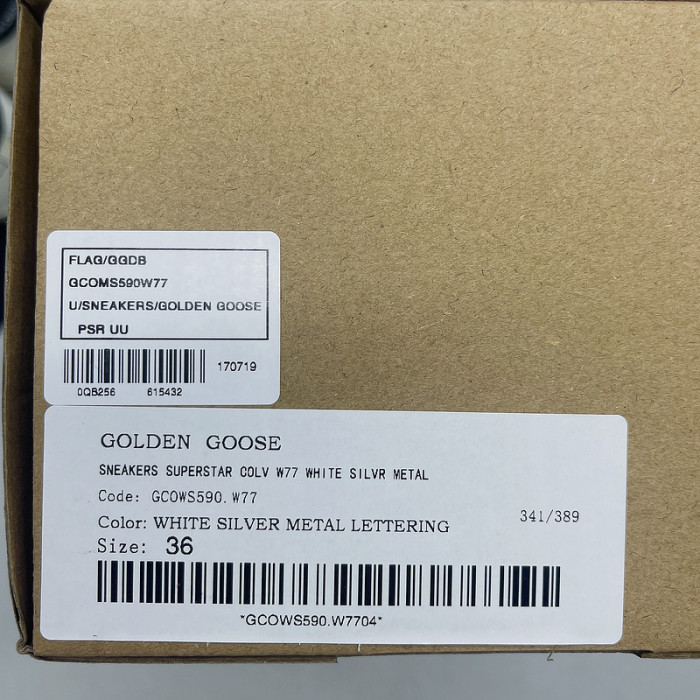 FLAG/GGDB
GCOMS590W77
U/SNEAKERS/GOLDEN GOOSE
PSR UU
170719
0QB256 615432
GOLDEN GOOSE
SNEAKERS SUPERSTAR COLV W77 WHITE SILVR METAL
Code: GCOWS590.W77
Color: WHITE SILVER METAL LETTERING
341/389
Size: 36
*GCOWS590.W7704*